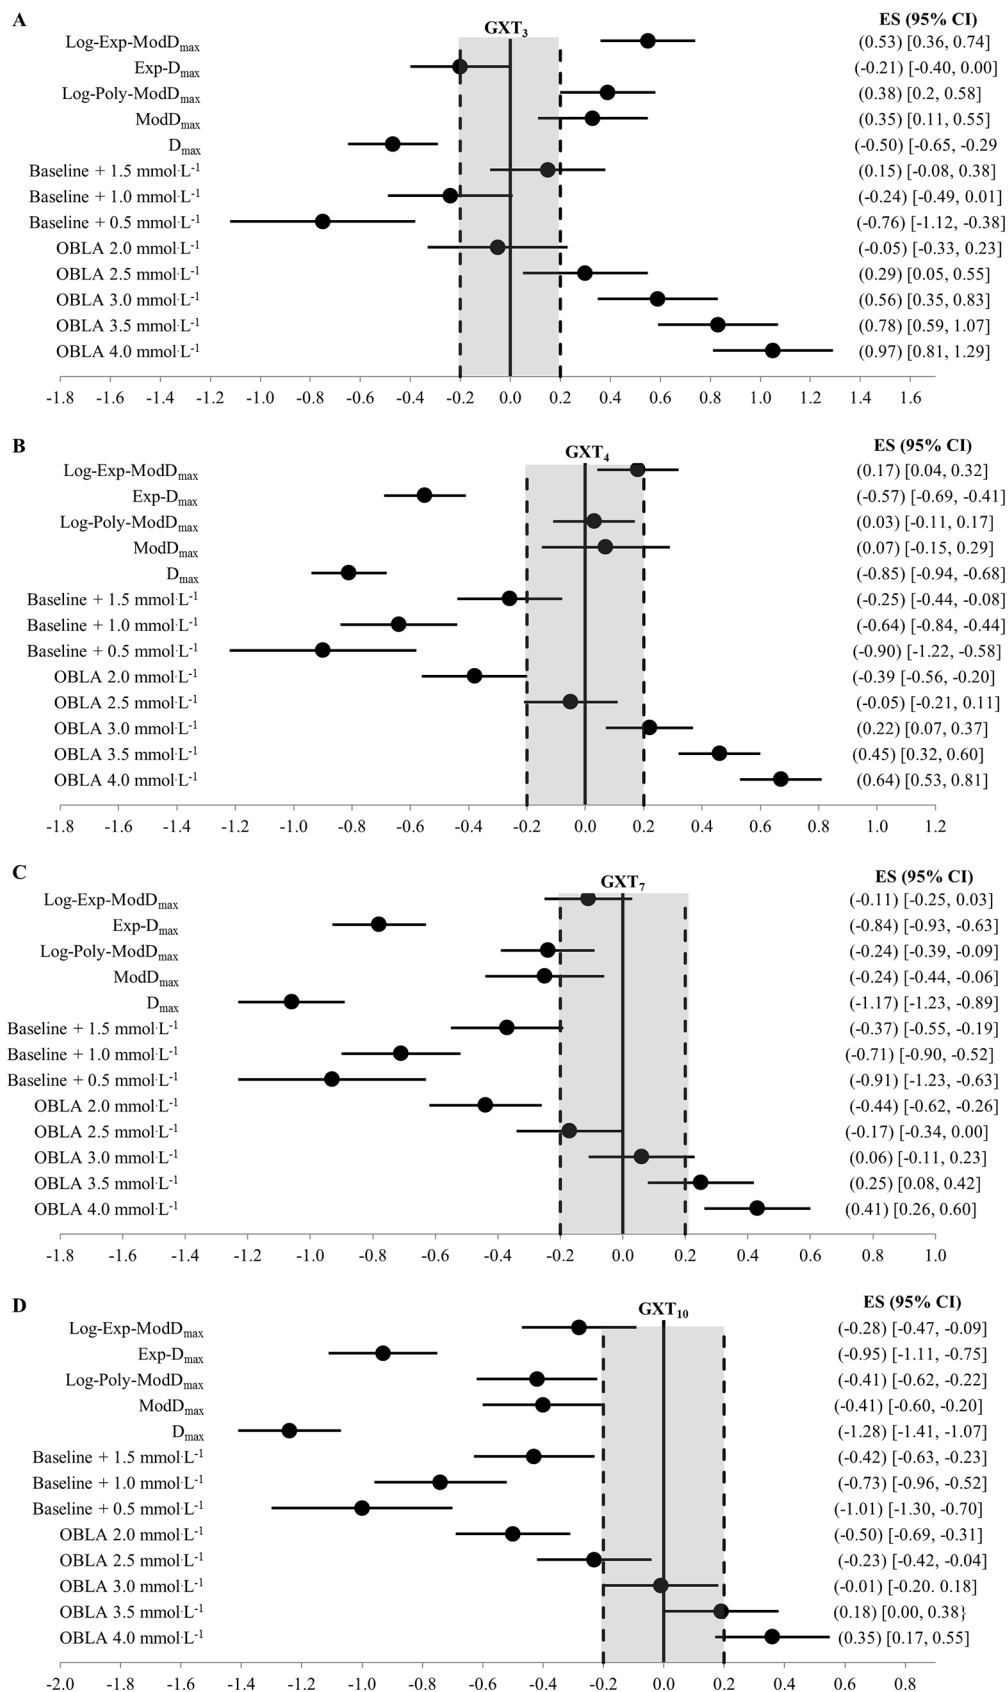 A
GXT3
ES (95% CI)
Log-Exp-ModDmax (0.53) [0.36, 0.74]
Exp-Dmax (-0.21) [-0.40, 0.00]
Log-Poly-ModDmax (0.38) [0.2, 0.58]
ModDmax (0.35) [0.11, 0.55]
Dmax (-0.50) [-0.65, -0.29
Baseline + 1.5 mmol·L-1 (0.15) [-0.08, 0.38]
Baseline + 1.0 mmol·L-1 (-0.24) [-0.49, 0.01]
Baseline + 0.5 mmol·L-1 (-0.76) [-1.12, -0.38]
OBLA 2.0 mmol·L-1 (-0.05) [-0.33, 0.23]
OBLA 2.5 mmol·L-1 (0.29) [0.05, 0.55]
OBLA 3.0 mmol·L-1 (0.56) [0.35, 0.83]
OBLA 3.5 mmol·L-1 (0.78) [0.59, 1.07]
OBLA 4.0 mmol·L-1 (0.97) [0.81, 1.29]
-1.8 -1.6 -1.4 -1.2 -1.0 -0.8 -0.6 -0.4 -0.2 0.0 0.2 0.4 0.6 0.8 1.0 1.2 1.4 1.6
B
GXT4
ES (95% CI)
Log-Exp-ModDmax (0.17) [0.04, 0.32]
Exp-Dmax (-0.57) [-0.69, -0.41]
Log-Poly-ModDmax (0.03) [-0.11, 0.17]
ModDmax (0.07) [-0.15, 0.29]
Dmax (-0.85) [-0.94, -0.68]
Baseline + 1.5 mmol·L-1 (-0.25) [-0.44, -0.08]
Baseline + 1.0 mmol·L-1 (-0.64) [-0.84, -0.44]
Baseline + 0.5 mmol·L-1 (-0.90) [-1.22, -0.58]
OBLA 2.0 mmol·L-1 (-0.39) [-0.56, -0.20]
OBLA 2.5 mmol·L-1 (-0.05) [-0.21, 0.11]
OBLA 3.0 mmol·L-1 (0.22) [0.07, 0.37]
OBLA 3.5 mmol·L-1 (0.45) [0.32, 0.60]
OBLA 4.0 mmol·L-1 (0.64) [0.53, 0.81]
-1.8 -1.6 -1.4 -1.2 -1.0 -0.8 -0.6 -0.4 -0.2 0.0 0.2 0.4 0.6 0.8 1.0 1.2
C
GXT7
ES (95% CI)
Log-Exp-ModDmax (-0.11) [-0.25, 0.03]
Exp-Dmax (-0.84) [-0.93, -0.63]
Log-Poly-ModDmax (-0.24) [-0.39, -0.09]
ModDmax (-0.24) [-0.44, -0.06]
Dmax (-1.17) [-1.23, -0.89]
Baseline + 1.5 mmol·L-1 (-0.37) [-0.55, -0.19]
Baseline + 1.0 mmol·L-1 (-0.71) [-0.90, -0.52]
Baseline + 0.5 mmol·L-1 (-0.91) [-1.23, -0.63]
OBLA 2.0 mmol·L-1 (-0.44) [-0.62, -0.26]
OBLA 2.5 mmol·L-1 (-0.17) [-0.34, 0.00]
OBLA 3.0 mmol·L-1 (0.06) [-0.11, 0.23]
OBLA 3.5 mmol·L-1 (0.25) [0.08, 0.42]
OBLA 4.0 mmol·L-1 (0.41) [0.26, 0.60]
-1.8 -1.6 -1.4 -1.2 -1.0 -0.8 -0.6 -0.4 -0.2 0.0 0.2 0.4 0.6 0.8 1.0
D
GXT10
ES (95% CI)
Log-Exp-ModDmax (-0.28) [-0.47, -0.09]
Exp-Dmax (-0.95) [-1.11, -0.75]
Log-Poly-ModDmax (-0.41) [-0.62, -0.22]
ModDmax (-0.41) [-0.60, -0.20]
Dmax (-1.28) [-1.41, -1.07]
Baseline + 1.5 mmol·L-1 (-0.42) [-0.63, -0.23]
Baseline + 1.0 mmol·L-1 (-0.73) [-0.96, -0.52]
Baseline + 0.5 mmol·L-1 (-1.01) [-1.30, -0.70]
OBLA 2.0 mmol·L-1 (-0.50) [-0.69, -0.31]
OBLA 2.5 mmol·L-1 (-0.23) [-0.42, -0.04]
OBLA 3.0 mmol·L-1 (-0.01) [-0.20. 0.18]
OBLA 3.5 mmol·L-1 (0.18) [0.00, 0.38}
OBLA 4.0 mmol·L-1 (0.35) [0.17, 0.55]
-2.0 -1.8 -1.6 -1.4 -1.2 -1.0 -0.8 -0.6 -0.4 -0.2 0.0 0.2 0.4 0.6 0.8